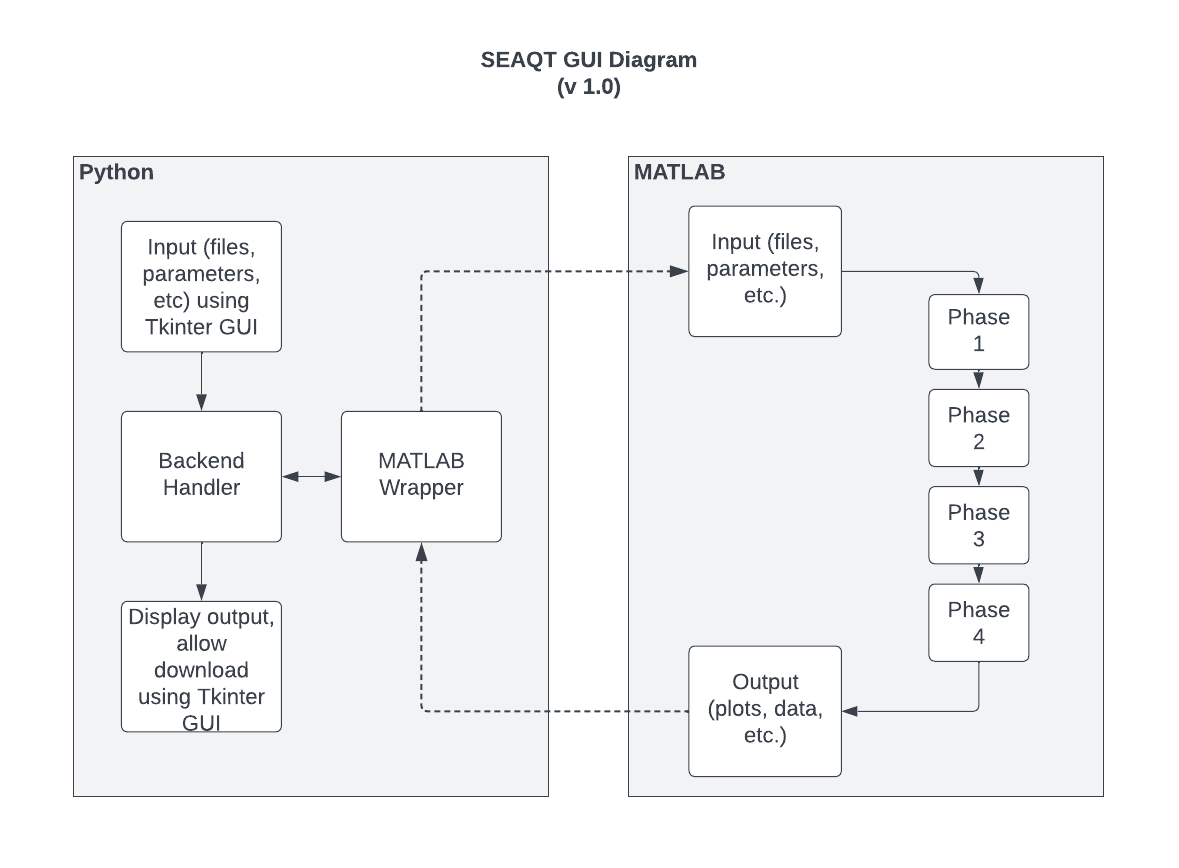 SEAQT GUI Diagram
(v 1.0)
Python
Input (files,
parameters,
etc) using
Tkinter GUI
Backend
Handler
MATLAB
Wrapper
Display output,
allow
download
using Tkinter
GUI
MATLAB
Input (files,
parameters,
etc.)
Phase
1
Phase
2
Phase
3
Phase
4
Output
(plots, data,
etc.)